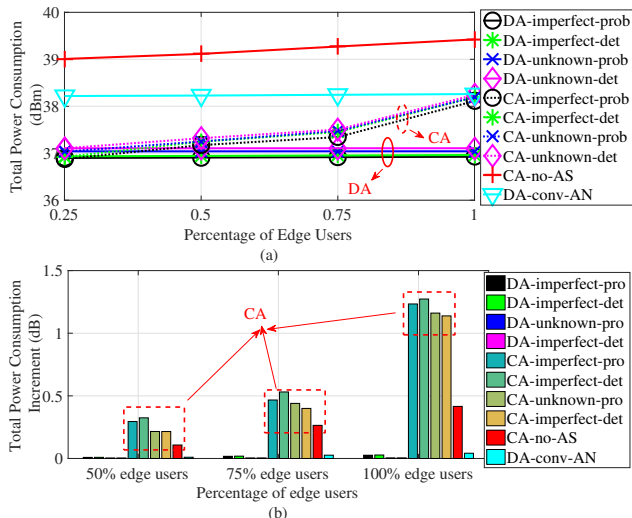 40
39
38
37
36
Total Power Consumption
(dBm)
0.25
0.5
0.75
1
Percentage of Edge Users
(a)
CA
DA
DA-imperfect-prob
DA-imperfect-det
DA-unknown-prob
DA-unknown-det
CA-imperfect-prob
CA-imperfect-det
CA-unknown-prob
CA-unknown-det
CA-no-AS
DA-conv-AN
1.5
1
0.5
0
Total Power Consumption
Increment (dB)
CA
50% edge users
75% edge users
100% edge users
Percentage of edge users
(b)
DA-imperfect-pro
DA-imperfect-det
DA-unknown-pro
DA-imperfect-det
CA-imperfect-pro
CA-imperfect-det
CA-unknown-pro
CA-imperfect-det
CA-no-AS
DA-conv-AN